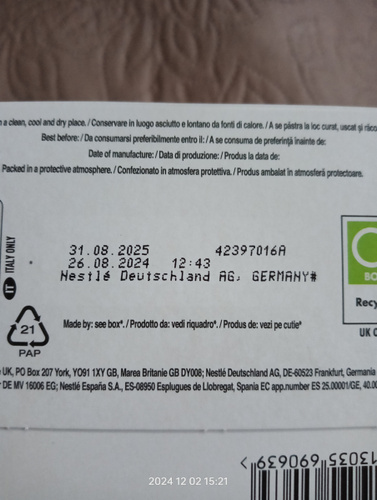 a clean, cool and dry place. / Conservare in luogo asciutto e lontano da fonti di calore. / A se păstra la loc curat, uscat și
Best before: / Da consumarsi preferibilmente entro il: / A se consuma de preferință înainte de:
Date of manufacture: / Data di produzione: / Produs la data de:
Packed in a protective atmosphere. / Confezionato in atmosfera protettiva. / Produs ambalat în atmosferă protectoare.
31.08.2025 42397016A
26.08.2024 12:43
Nestlé Deutschland AG, GERMANY#
IT ITALY ONLY
21
PAP
Made by: see box*. / Prodotto da: vedi riquadro*. / Produs de: vezi pe cutie*
Recy
UK
UK, PO Box 207 York, YO91 1XY GB, Marea Britanie GB DY008; Nestlé Deutschland AG, DE-60523 Frankfurt, Germania
DE MV 16006 EG; Nestlé España S.A., ES-08950 Esplugues de Llobregat, Spania EC app.number ES 25.00001/GE, 40.0
2024 12 02 15:21